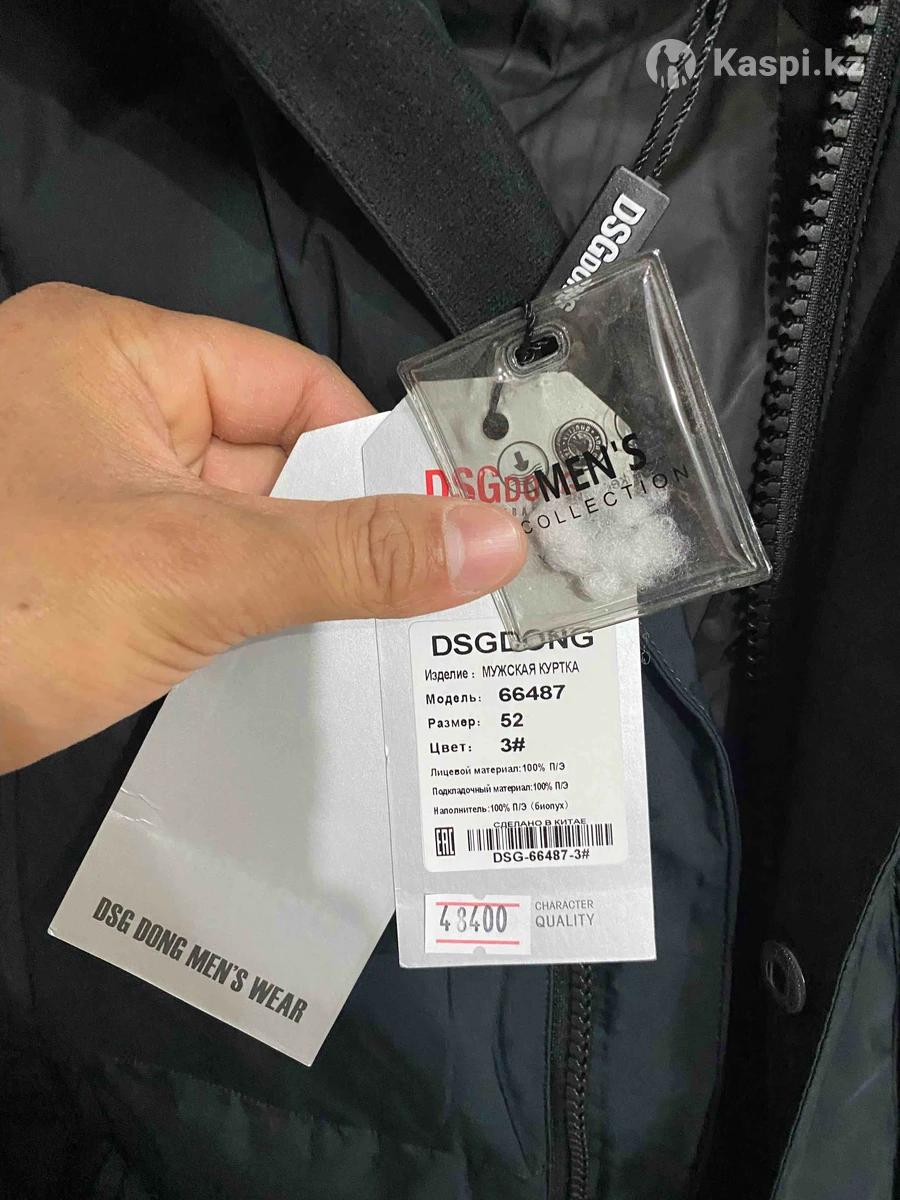 Kaspi.kz
DSGDONG
DSGDONG
MEN'S
COLLECTION
DSGDONG
Изделие : МУЖСКАЯ КУРТКА
Модель: 66487
Размер: 52
Цвет: 3#
Лицевой материал:100% П/Э
Подкладочный материал:100% П/Э
Наполнитель:100% П/Э (биопух)
СДЕЛАНО В КИТАЕ
EAC
DSG-66487-3#
48400
CHARACTER
QUALITY
DSG DONG MEN'S WEAR